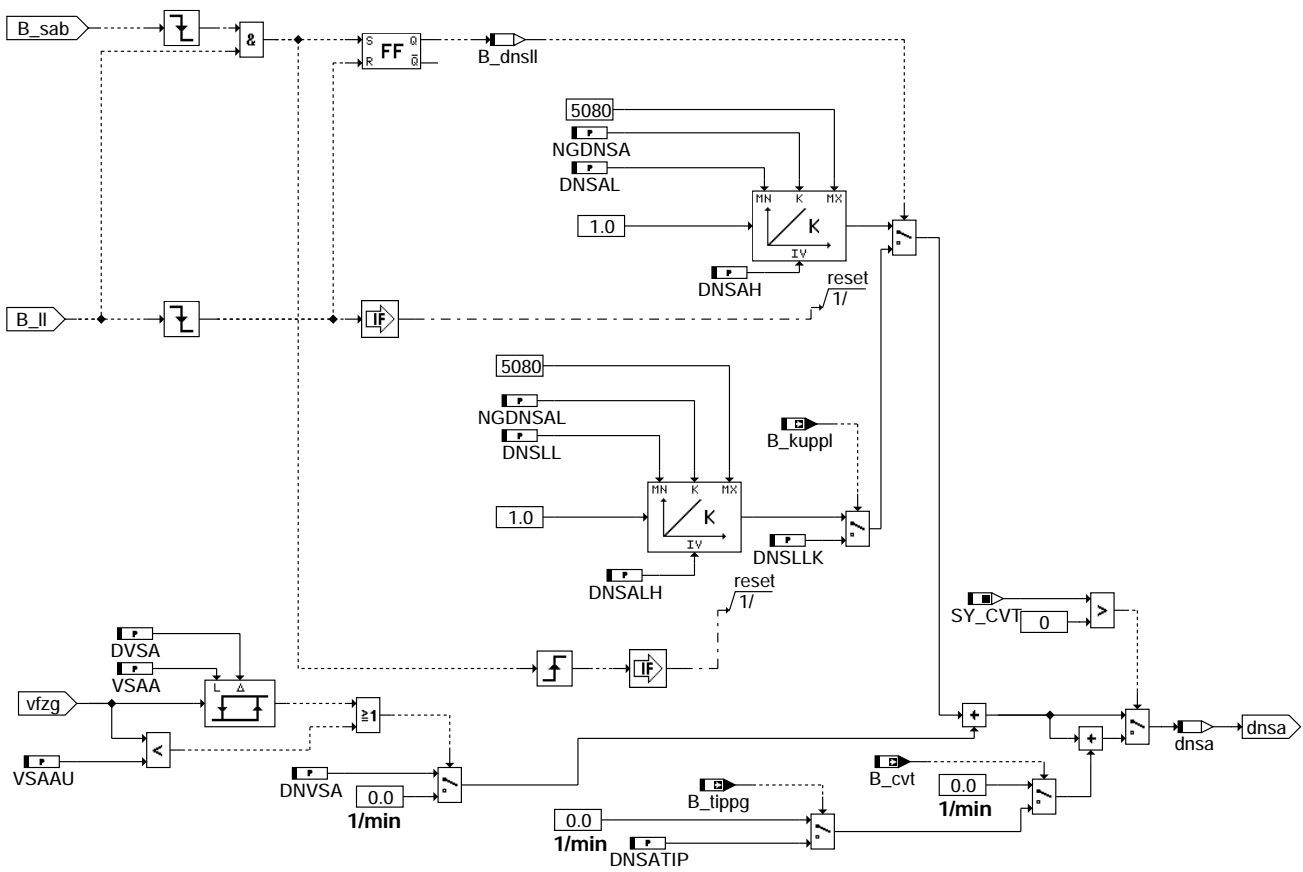 B_sab
&
S Q
FF
R Q
B_dnsll
5080
P
NGDNSA
P
DNSAL
MN K MX
1.0
K
IV
P
DNSAH
reset
1/
B_ll
IF
5080
P
NGDNSAL
P
DNSLL
B_kuppl
MN K MX
1.0
K
IV
P
DNSLLK
P
DNSALH
reset
1/
SY_CVT
0
>
P
DVSA
P
VSAA
IF
L Δ
vfzg
≥1
<
P
VSAAU
+
+
dnsa
dnsa
P
DNVSA
0.0
1/min
B_tippg
B_cvt
0.0
1/min
0.0
1/min
P
DNSATIP